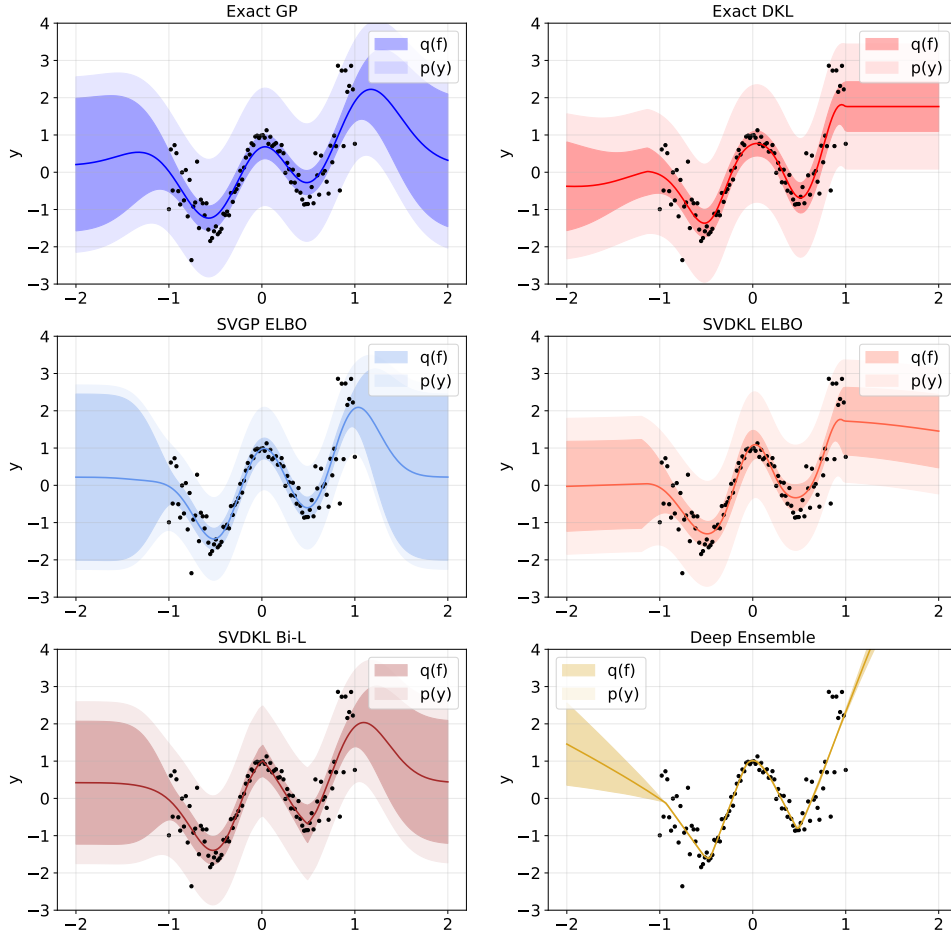 Exact GP
4
3
2
1
0
−1
−2
−3
y
−2 −1 0 1 2
q(f)
p(y)
Exact DKL
4
3
2
1
0
−1
−2
−3
y
−2 −1 0 1 2
q(f)
p(y)
SVGP ELBO
4
3
2
1
0
−1
−2
−3
y
−2 −1 0 1 2
q(f)
p(y)
SVDKL ELBO
4
3
2
1
0
−1
−2
−3
y
−2 −1 0 1 2
q(f)
p(y)
SVDKL Bi-L
4
3
2
1
0
−1
−2
−3
y
−2 −1 0 1 2
q(f)
p(y)
Deep Ensemble
4
3
2
1
0
−1
−2
−3
y
−2 −1 0 1 2
q(f)
p(y)